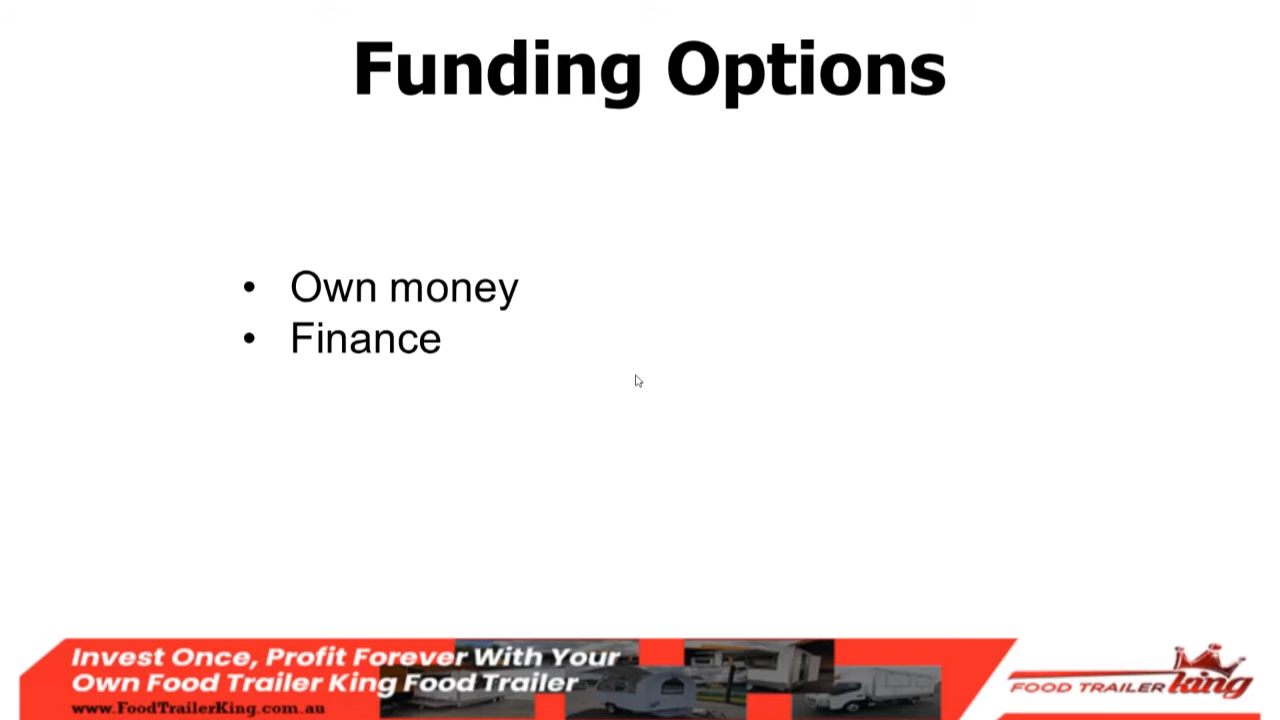 Funding Options
• Own money
• Finance
Invest Once, Profit Forever With Your
Own Food Trailer King Food Trailer
www.FoodTrailerKing.com.au
FOOD TRAILER king